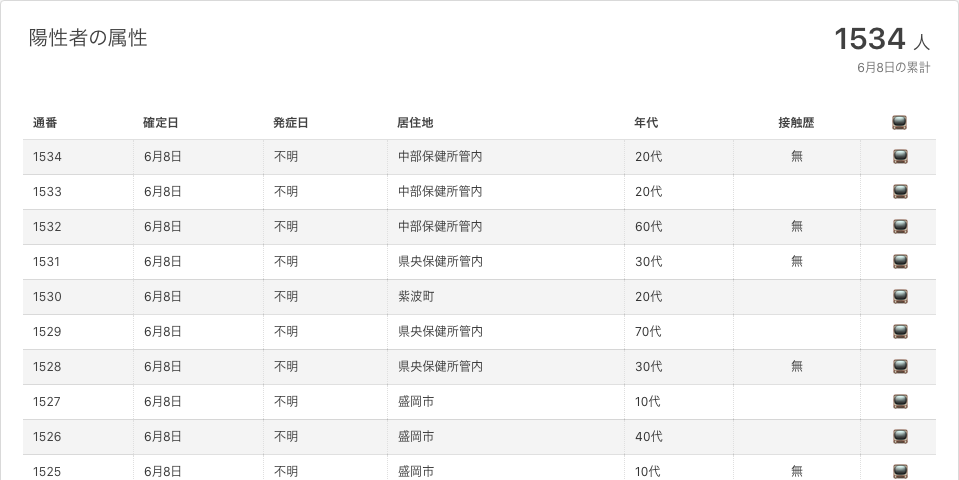 陽性者の属性
1534 人
6月8日の累計
通番 確定日 発症日 居住地 年代 接触歴
1534 6月8日 不明 中部保健所管内 20代 無
1533 6月8日 不明 中部保健所管内 20代
1532 6月8日 不明 中部保健所管内 60代 無
1531 6月8日 不明 県央保健所管内 30代 無
1530 6月8日 不明 紫波町 20代
1529 6月8日 不明 県央保健所管内 70代
1528 6月8日 不明 県央保健所管内 30代 無
1527 6月8日 不明 盛岡市 10代
1526 6月8日 不明 盛岡市 40代
1525 6月8日 不明 盛岡市 10代 無